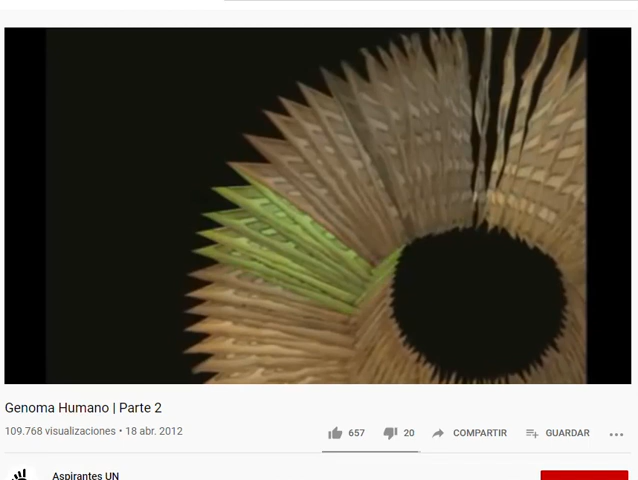 Genoma Humano | Parte 2
109.768 visualizaciones • 18 abr. 2012
657 20 COMPARTIR GUARDAR
Aspirantes UN